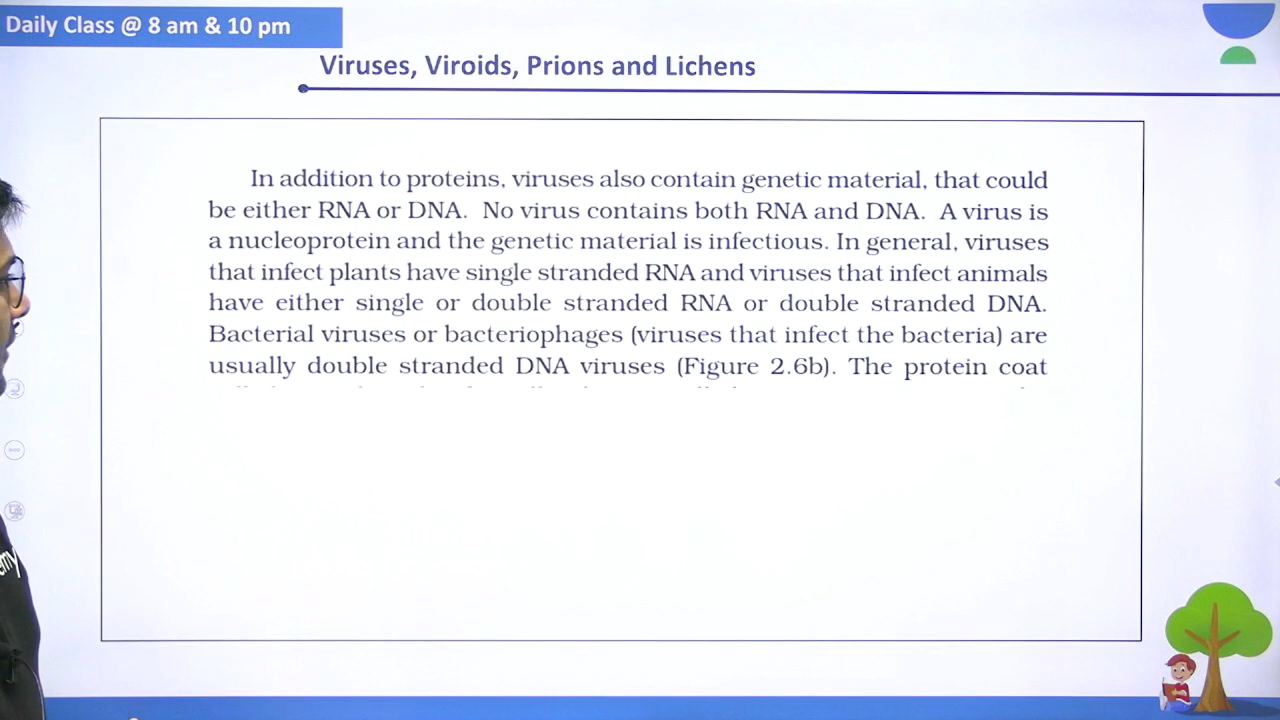 Daily Class @ 8 am & 10 pm
Viruses, Viroids, Prions and Lichens
In addition to proteins, viruses also contain genetic material, that could
be either RNA or DNA. No virus contains both RNA and DNA. A virus is
a nucleoprotein and the genetic material is infectious. In general, viruses
that infect plants have single stranded RNA and viruses that infect animals
have either single or double stranded RNA or double stranded DNA.
Bacterial viruses or bacteriophages (viruses that infect the bacteria) are
usually double stranded DNA viruses (Figure 2.6b). The protein coat
emy